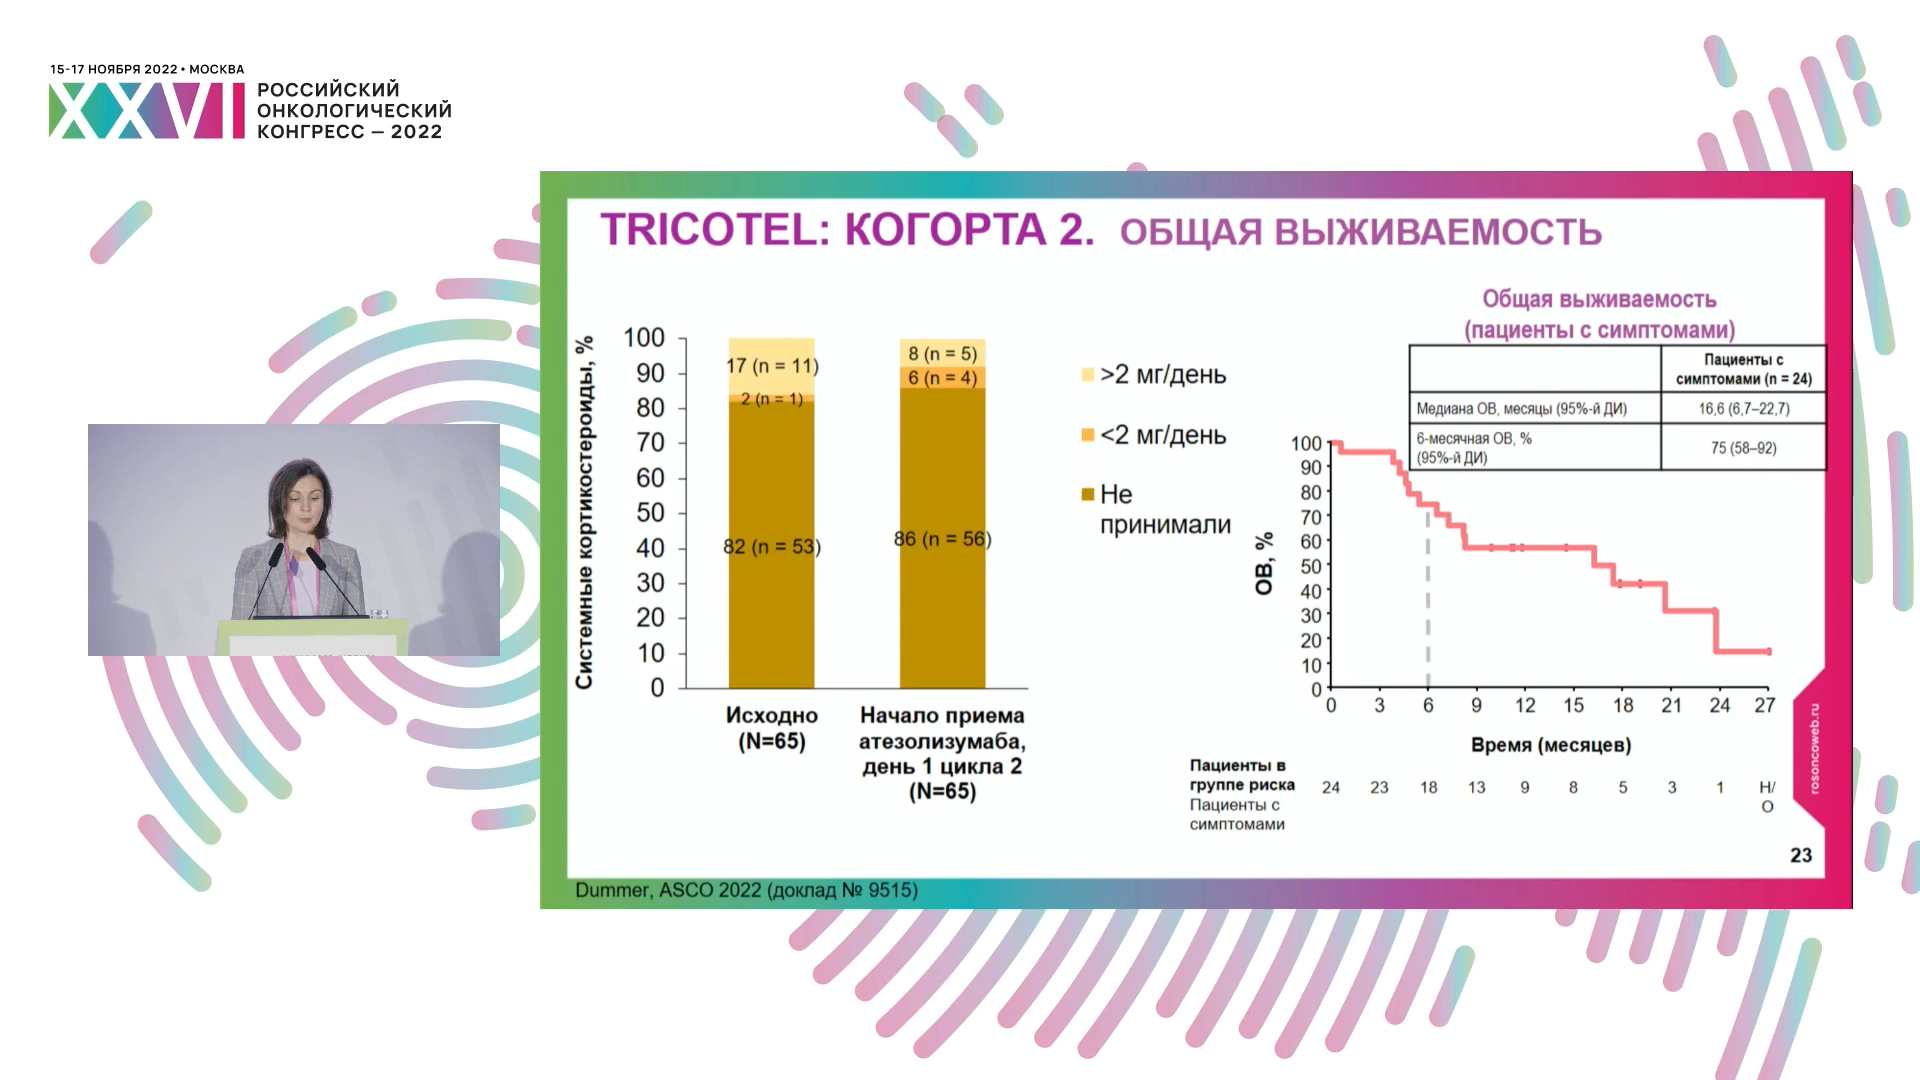 15-17 НОЯБРЯ 2022 • МОСКВА
XXVI
РОССИЙСКИЙ
ОНКОЛОГИЧЕСКИЙ
КОНГРЕСС – 2022
TRICOTEL: КОГОРТА 2. ОБЩАЯ ВЫЖИВАЕМОСТЬ
Системные кортикостероиды, %
100
90
80
70
60
50
40
30
20
10
0
17 (n = 11)
2 (n = 1)
82 (n = 53)
8 (n = 5)
6 (n = 4)
86 (n = 56)
Исходно
(N=65)
Начало приема
атезолизумаба,
день 1 цикла 2
(N=65)
>2 мг/день
<2 мг/день
Не
принимали
Общая выживаемость
(пациенты с симптомами)
Пациенты с
симптомами (n = 24)
Медиана ОВ, месяцы (95%-й ДИ)
16,6 (6,7–22,7)
6-месячная ОВ, %
(95%-й ДИ)
75 (58–92)
ОВ, %
100
90
80
70
60
50
40
30
20
10
0
0 3 6 9 12 15 18 21 24 27
Время (месяцев)
Пациенты в
группе риска
Пациенты с
симптомами
24 23 18 13 9 8 5 3 1 Н/
О
rosoncoweb.ru
23
Dummer, ASCO 2022 (доклад № 9515)